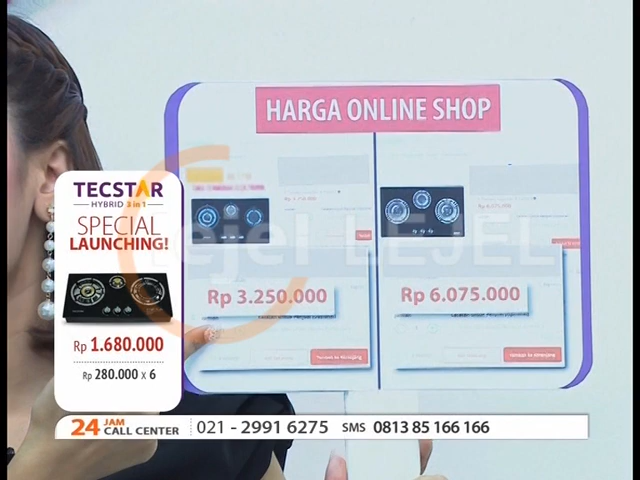 HARGA ONLINE SHOP
TECSTAR
HYBRID 3 in 1
SPECIAL
LAUNCHING!
Rp 1.680.000
Rp 280.000 x 6
Rp 3.250.000
Rp 6.075.000
lejel LEJEL
24 JAM
CALL CENTER
021 - 2991 6275 SMS 0813 85 166 166